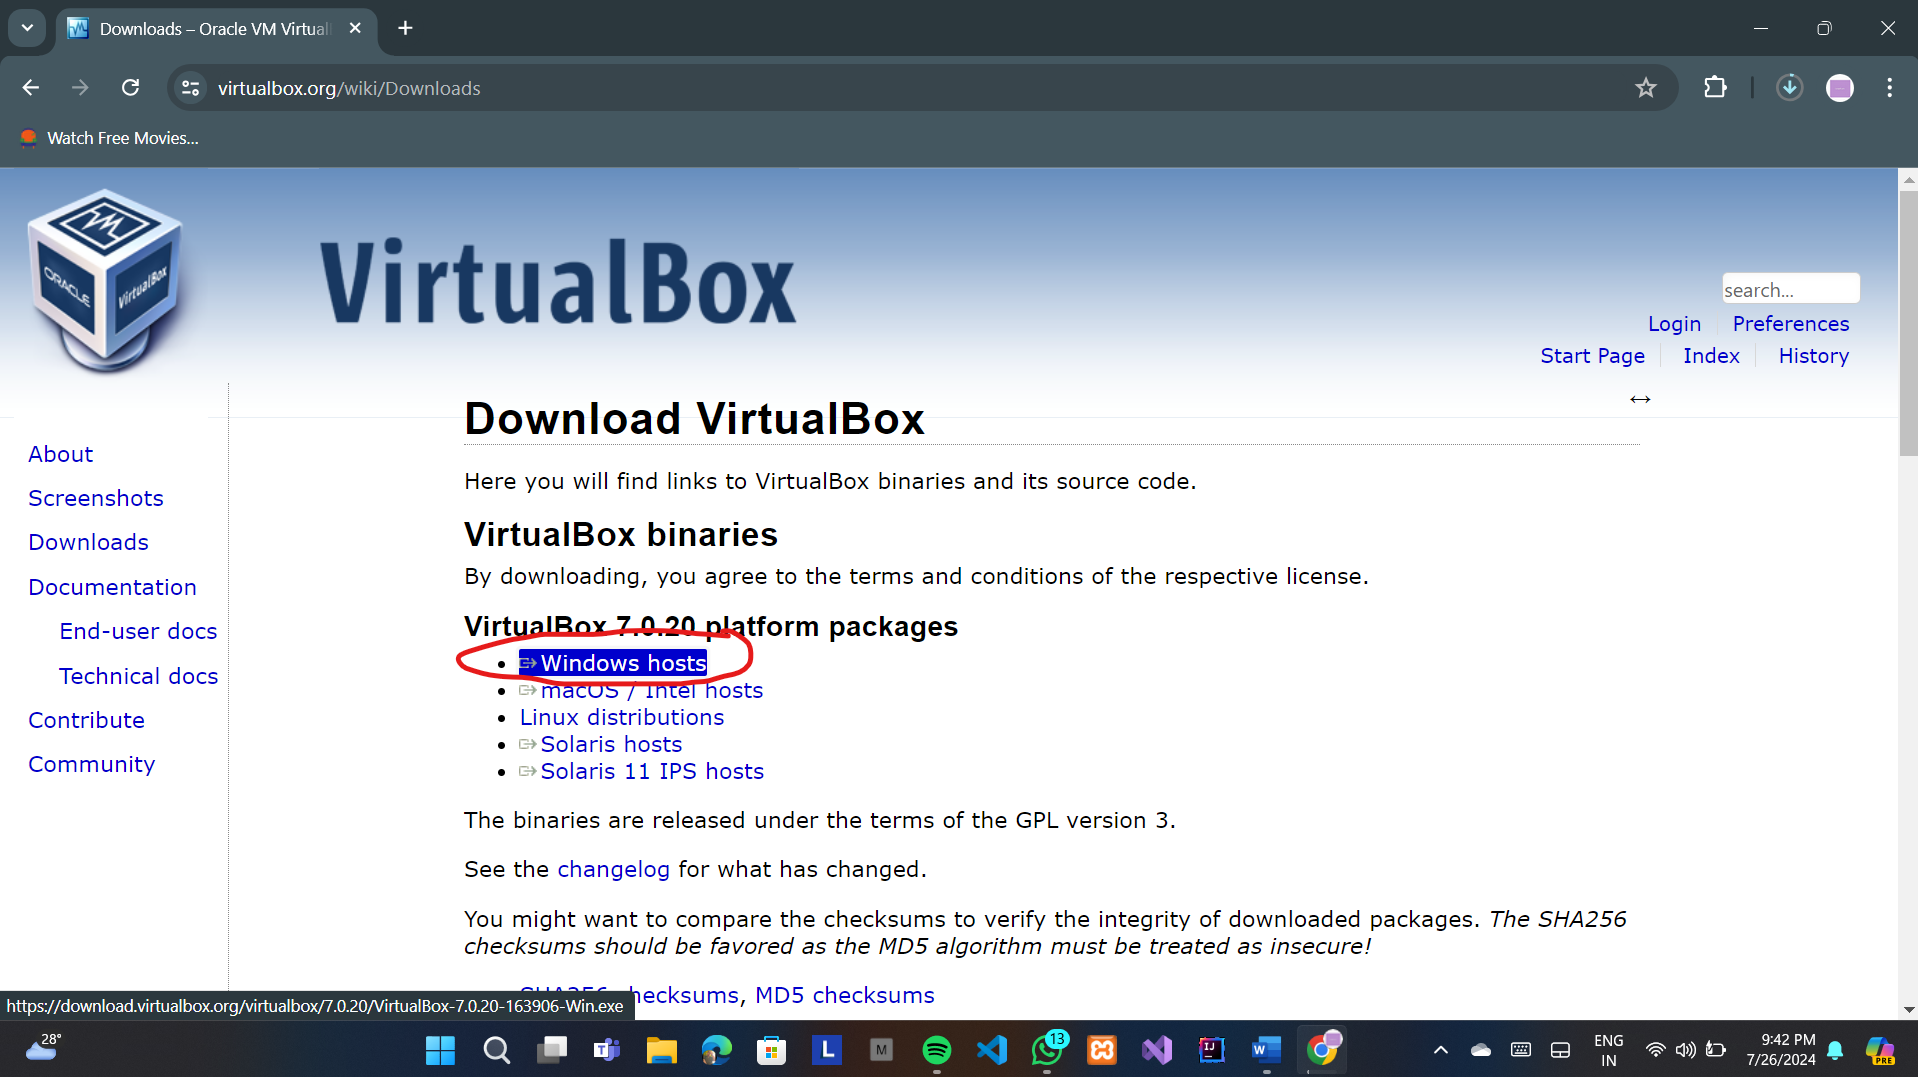 Downloads – Oracle VM Virtual
virtualbox.org/wiki/Downloads
Watch Free Movies...
ORACLE
VirtualBox
VirtualBox
search...
Login
Preferences
Start Page
Index
History
Download VirtualBox
About
Screenshots
Downloads
Documentation
End-user docs
Technical docs
Contribute
Community
Here you will find links to VirtualBox binaries and its source code.
VirtualBox binaries
By downloading, you agree to the terms and conditions of the respective license.
VirtualBox 7.0.20 platform packages
Windows hosts
macOS / Intel hosts
Linux distributions
Solaris hosts
Solaris 11 IPS hosts
The binaries are released under the terms of the GPL version 3.
See the changelog for what has changed.
You might want to compare the checksums to verify the integrity of downloaded packages. The SHA256
checksums should be favored as the MD5 algorithm must be treated as insecure!
SHA256 checksums, MD5 checksums
https://download.virtualbox.org/virtualbox/7.0.20/VirtualBox-7.0.20-163906-Win.exe
28°
L
M
13
IJ
W
ENG
IN
9:42 PM
7/26/2024
PRE